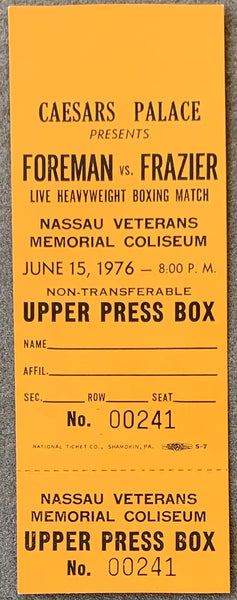 CAESARS PALACE
PRESENTS
FOREMAN VS. FRAZIER
LIVE HEAVYWEIGHT BOXING MATCH
NASSAU VETERANS
MEMORIAL COLISEUM
JUNE 15, 1976 — 8:00 P. M.
NON-TRANSFERABLE
UPPER PRESS BOX
NAME
AFFIL.
SEC. ROW SEAT
No. 00241
NATIONAL TICKET CO., SHAMOKIN, PA. S-7
NASSAU VETERANS
MEMORIAL COLISEUM
UPPER PRESS BOX
No. 00241